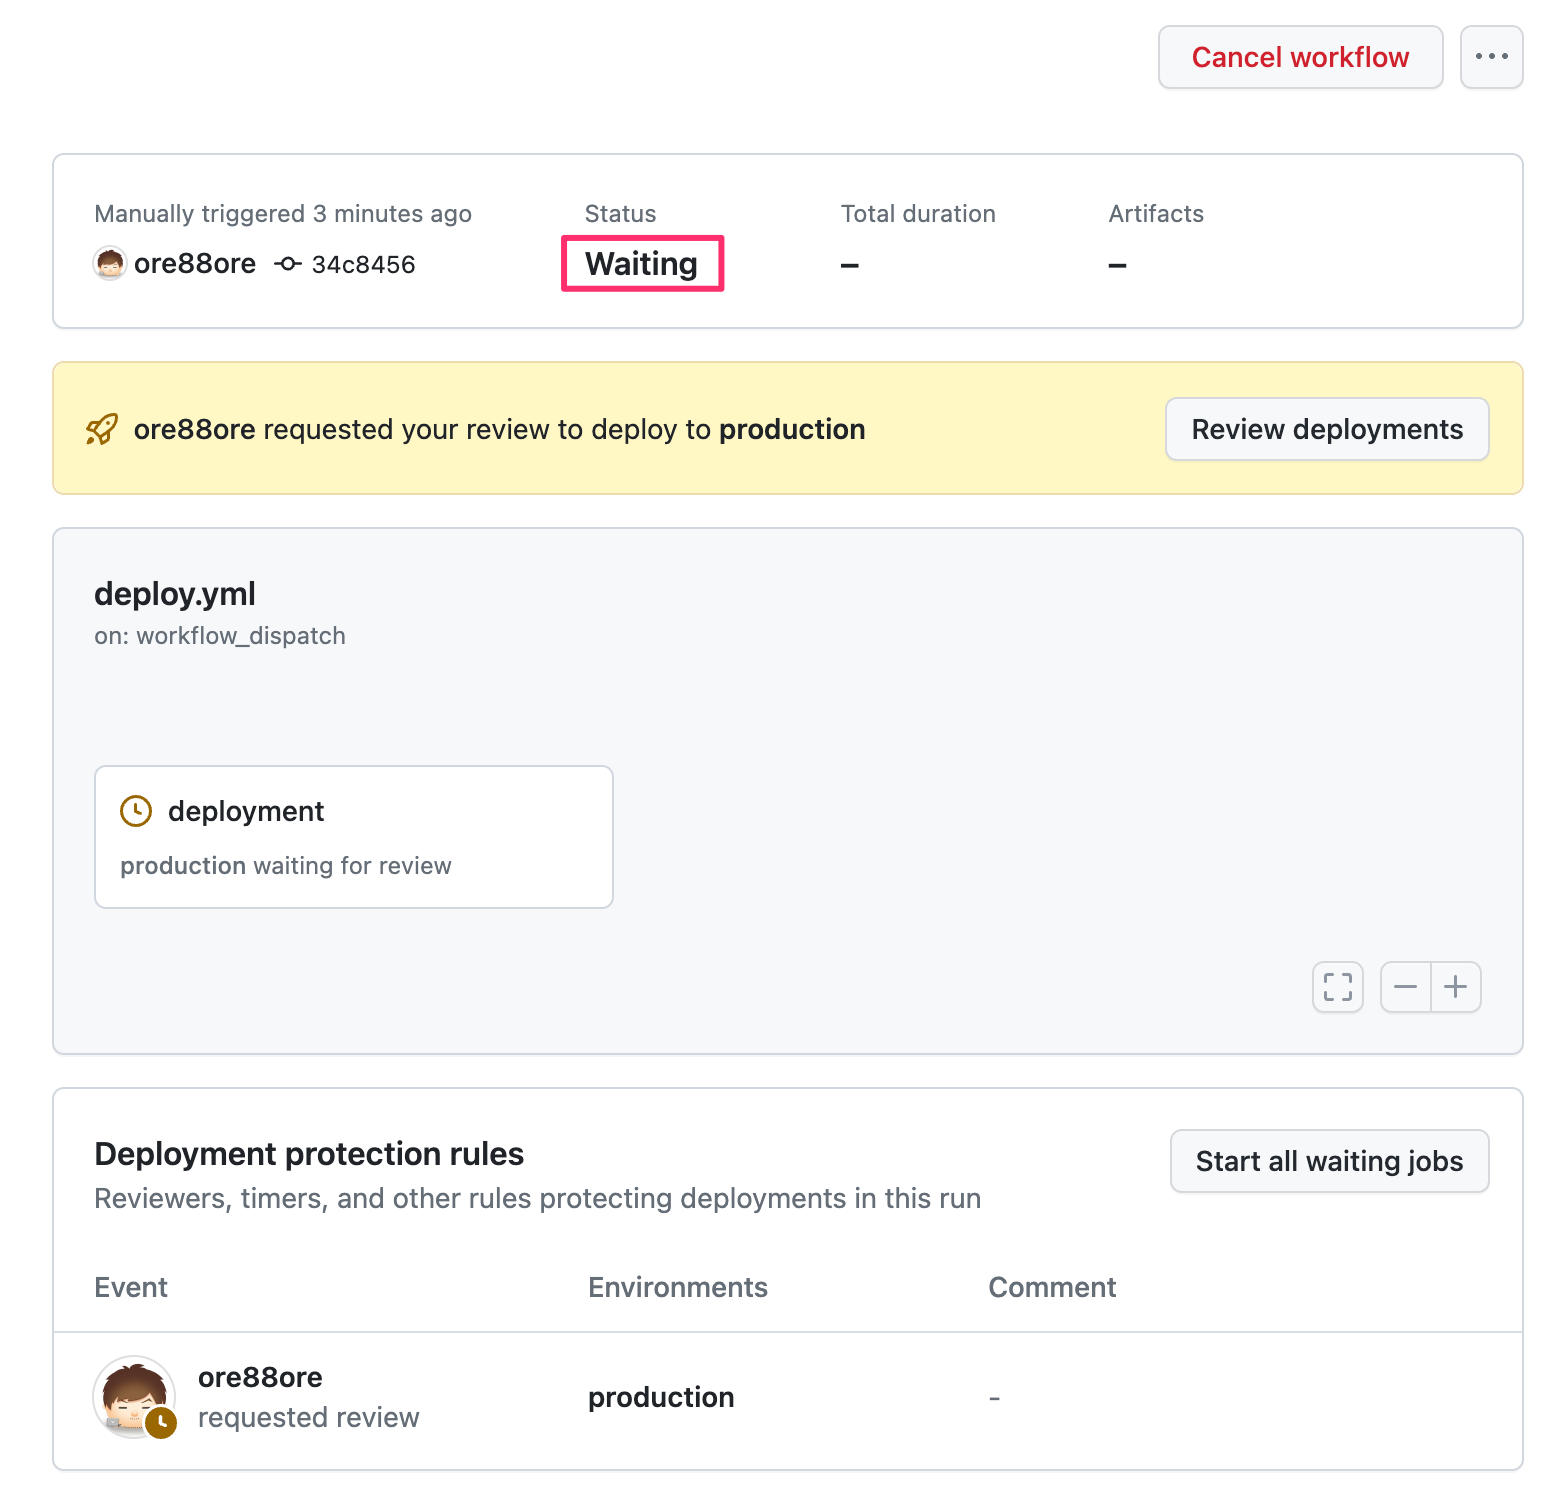 Cancel workflow
Manually triggered 3 minutes ago
ore88ore 34c8456
Status
Waiting
Total duration
–
Artifacts
–
ore88ore requested your review to deploy to production
Review deployments
deploy.yml
on: workflow_dispatch
deployment
production waiting for review
Deployment protection rules
Reviewers, timers, and other rules protecting deployments in this run
Start all waiting jobs
Event Environments Comment
ore88ore
requested review
production
-